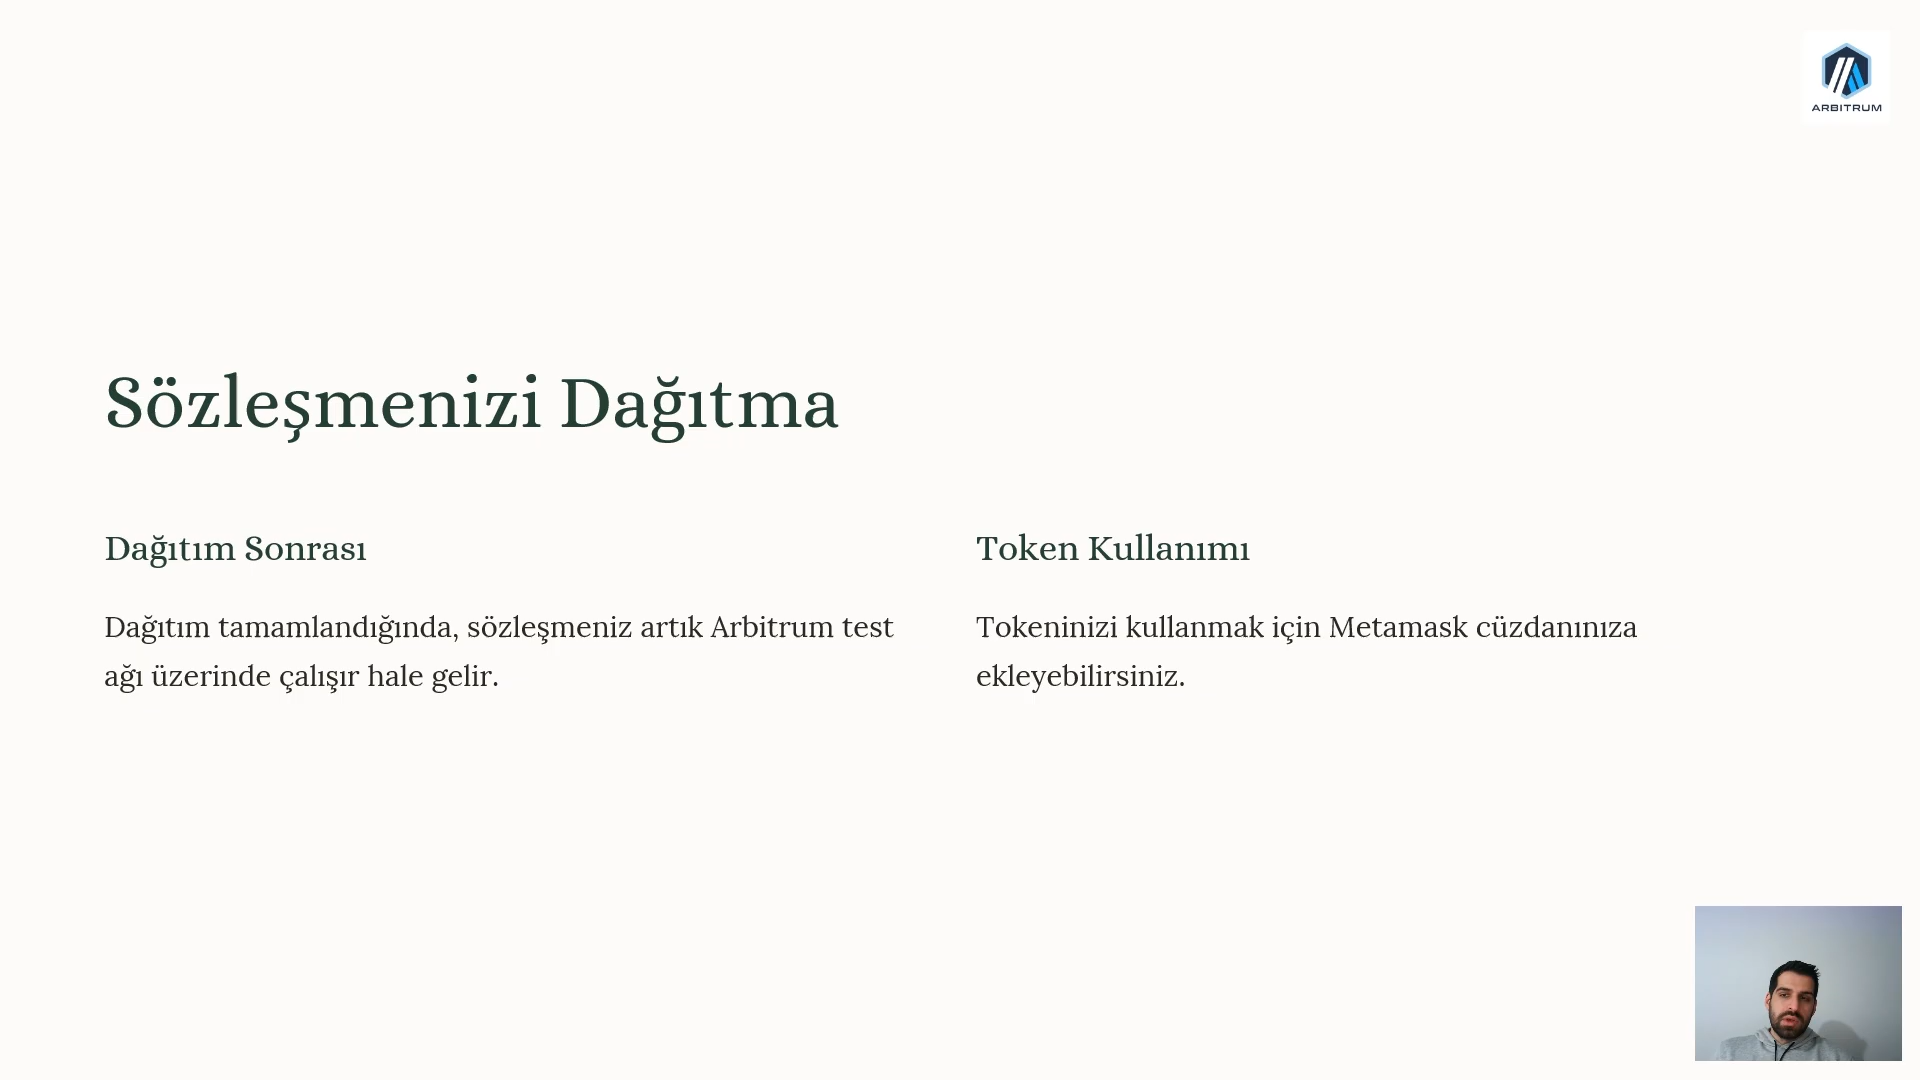 ARBITRUM
Sözleşmenizi Dağıtma
Dağıtım Sonrası
Dağıtım tamamlandığında, sözleşmeniz artık Arbitrum test
ağı üzerinde çalışır hale gelir.
Token Kullanımı
Tokeninizi kullanmak için Metamask cüzdanınıza
ekleyebilirsiniz.